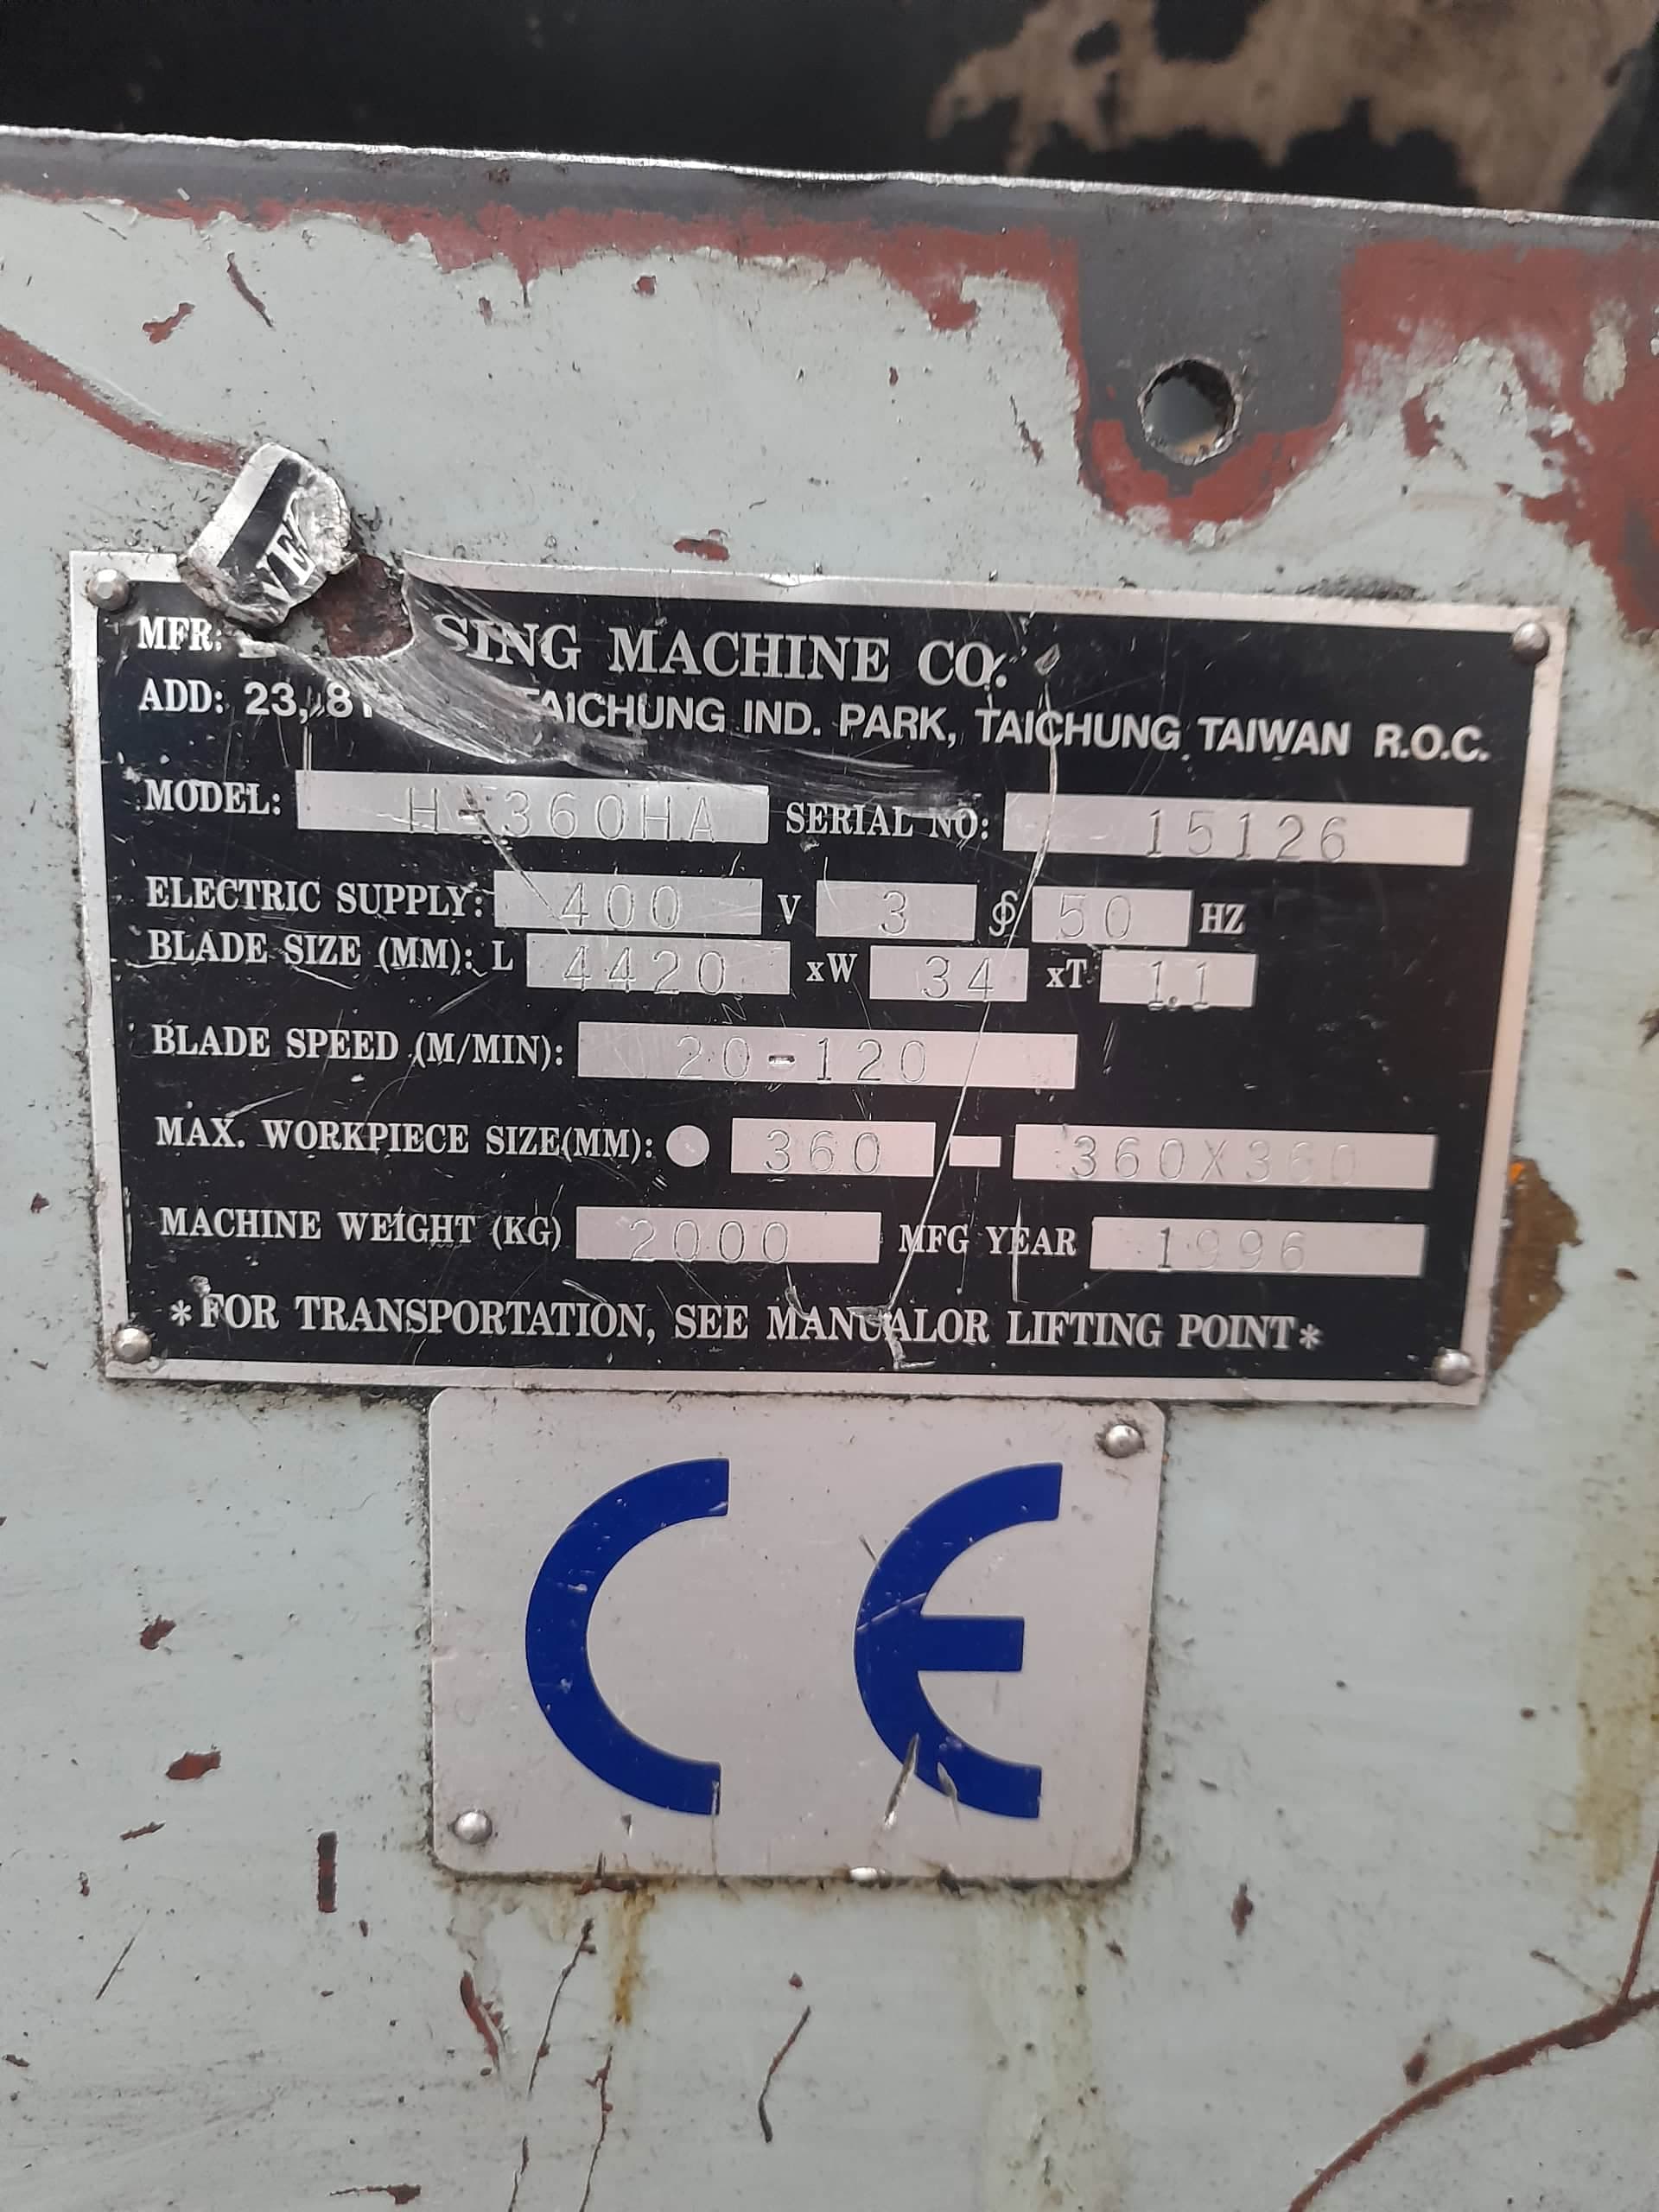 MFR: SING MACHINE CO.
ADD: 23, 81 TAICHUNG IND. PARK, TAICHUNG TAIWAN R.O.C.
MODEL: H-360HA SERIAL NO: 15126
ELECTRIC SUPPLY: 400 V 3 ɸ 50 HZ
BLADE SIZE (MM): L 4420 xW 34 xT 1.1
BLADE SPEED (M/MIN): 20-120
MAX. WORKPIECE SIZE(MM): ● 360 ▬ 360X360
MACHINE WEIGHT (KG) 2000 MFG YEAR 1996
*FOR TRANSPORTATION, SEE MANUALOR LIFTING POINT*
CE